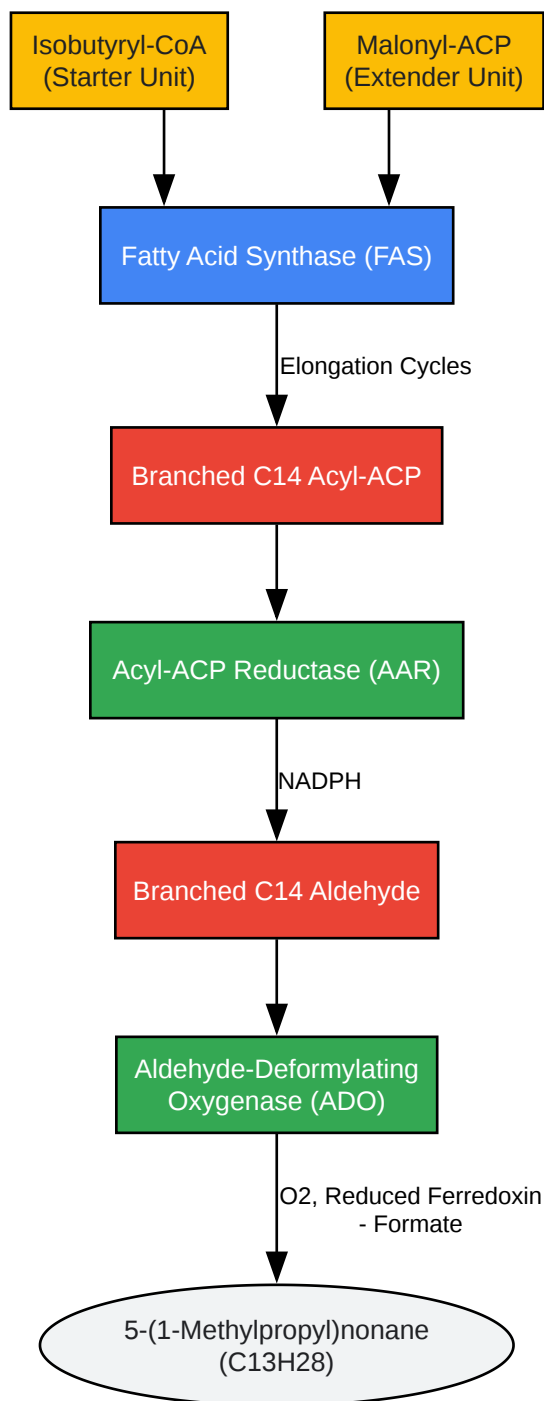 Isobutyryl-CoA
(Starter Unit)
Malonyl-ACP
(Extender Unit)
Fatty Acid Synthase (FAS)
Elongation Cycles
Branched C14 Acyl-ACP
Acyl-ACP Reductase (AAR)
NADPH
Branched C14 Aldehyde
Aldehyde-Deformylating
Oxygenase (ADO)
O2, Reduced Ferredoxin
- Formate
5-(1-Methylpropyl)nonane
(C13H28)